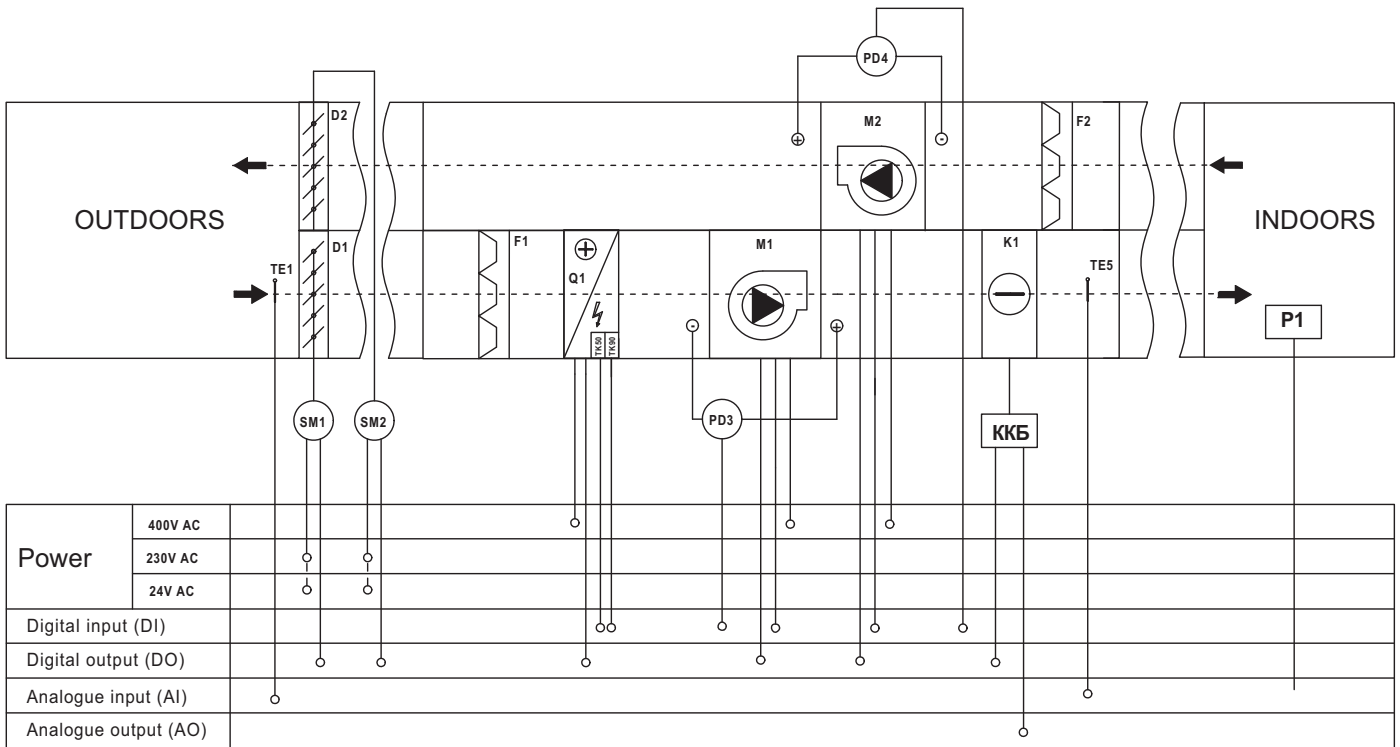 PD4
D2
M2
F2
OUTDOORS
INDOORS
TE1
D1
F1
Q1
TK50
TK90
M1
K1
TE5
P1
SM1
SM2
PD3
ККБ
Power
400V AC
230V AC
24V AC
Digital input (DI)
Digital output (DO)
Analogue input (AI)
Analogue output (AO)